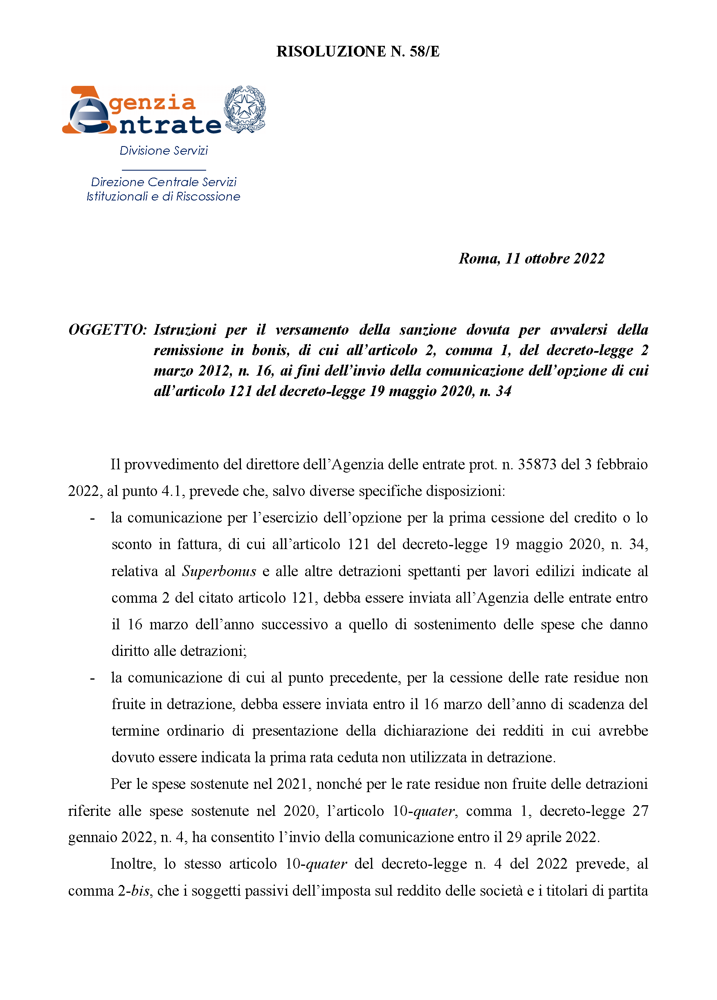 RISOLUZIONE N. 58/E
Agenzia
Entrate
REPVBBLICA ITALIANA
Divisione Servizi
Direzione Centrale Servizi
Istituzionali e di Riscossione
Roma, 11 ottobre 2022
OGGETTO: Istruzioni per il versamento della sanzione dovuta per avvalersi della
remissione in bonis, di cui all’articolo 2, comma 1, del decreto-legge 2
marzo 2012, n. 16, ai fini dell’invio della comunicazione dell’opzione di cui
all’articolo 121 del decreto-legge 19 maggio 2020, n. 34
Il provvedimento del direttore dell’Agenzia delle entrate prot. n. 35873 del 3 febbraio
2022, al punto 4.1, prevede che, salvo diverse specifiche disposizioni:
- la comunicazione per l’esercizio dell’opzione per la prima cessione del credito o lo
sconto in fattura, di cui all’articolo 121 del decreto-legge 19 maggio 2020, n. 34,
relativa al Superbonus e alle altre detrazioni spettanti per lavori edilizi indicate al
comma 2 del citato articolo 121, debba essere inviata all’Agenzia delle entrate entro
il 16 marzo dell’anno successivo a quello di sostenimento delle spese che danno
diritto alle detrazioni;
- la comunicazione di cui al punto precedente, per la cessione delle rate residue non
fruite in detrazione, debba essere inviata entro il 16 marzo dell’anno di scadenza del
termine ordinario di presentazione della dichiarazione dei redditi in cui avrebbe
dovuto essere indicata la prima rata ceduta non utilizzata in detrazione.
Per le spese sostenute nel 2021, nonché per le rate residue non fruite delle detrazioni
riferite alle spese sostenute nel 2020, l’articolo 10-quater, comma 1, decreto-legge 27
gennaio 2022, n. 4, ha consentito l’invio della comunicazione entro il 29 aprile 2022.
Inoltre, lo stesso articolo 10-quater del decreto-legge n. 4 del 2022 prevede, al
comma 2-bis, che i soggetti passivi dell’imposta sul reddito delle società e i titolari di partita